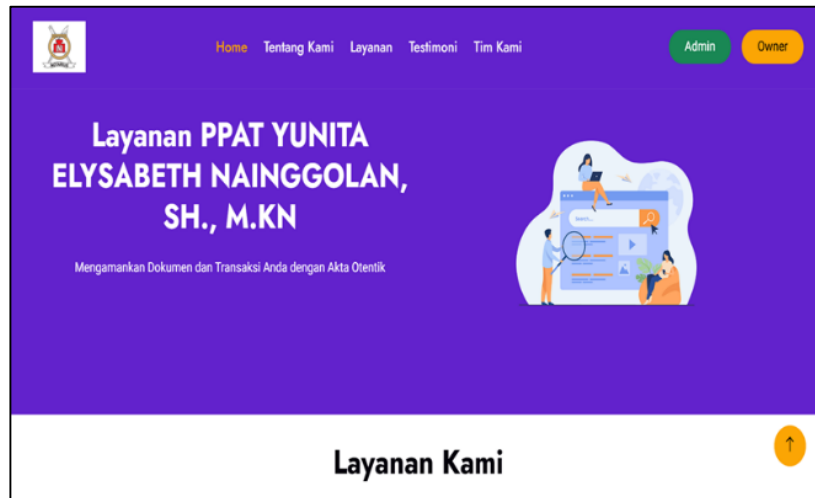 Home Tentang Kami Layanan Testimoni Tim Kami Admin Owner
Layanan PPAT YUNITA
ELYSABETH NAINGGOLAN,
SH., M.KN
Mengamankan Dokumen dan Transaksi Anda dengan Akta Otentik
Search...
Layanan Kami